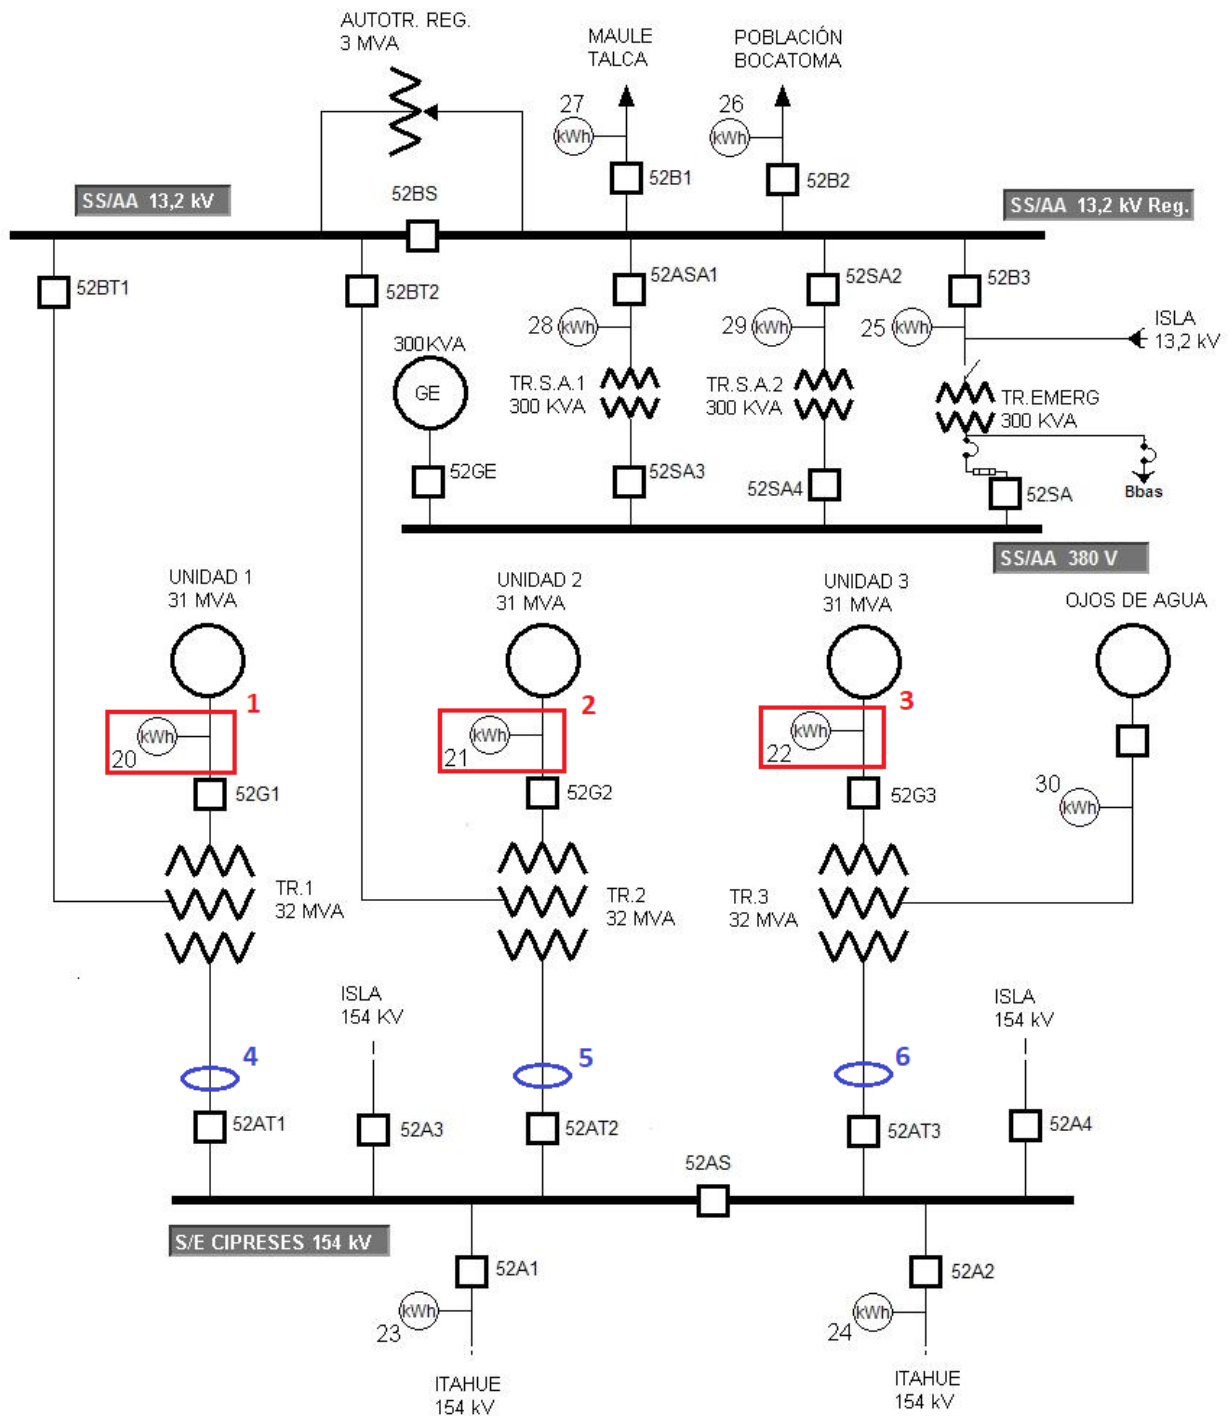 AUTOTR. REG.
3 MVA
MAULE
TALCA
POBLACIÓN
BOCATOMA
27
kWh
26
kWh
52B1
52B2
SS/AA 13,2 kV
52BS
SS/AA 13,2 kV Reg.
52BT1
52BT2
52ASA1
52SA2
52B3
28
kWh
29
kWh
25
kWh
ISLA
13,2 kV
300KVA
GE
TR.S.A.1
300 KVA
TR.S.A.2
300 KVA
TR.EMERG
300 KVA
52GE
52SA3
52SA4
52SA
Bbas
SS/AA 380 V
UNIDAD 1
31 MVA
UNIDAD 2
31 MVA
UNIDAD 3
31 MVA
OJOS DE AGUA
1
2
3
kWh
20
kWh
21
kWh
22
52G1
52G2
52G3
30
kWh
TR.1
32 MVA
TR.2
32 MVA
TR.3
32 MVA
ISLA
154 KV
ISLA
154 kV
4
5
6
52AT1
52A3
52AT2
52AT3
52A4
52AS
S/E CIPRESES 154 kV
52A1
52A2
kWh
23
kWh
24
ITAHUE
154 kV
ITAHUE
154 kV